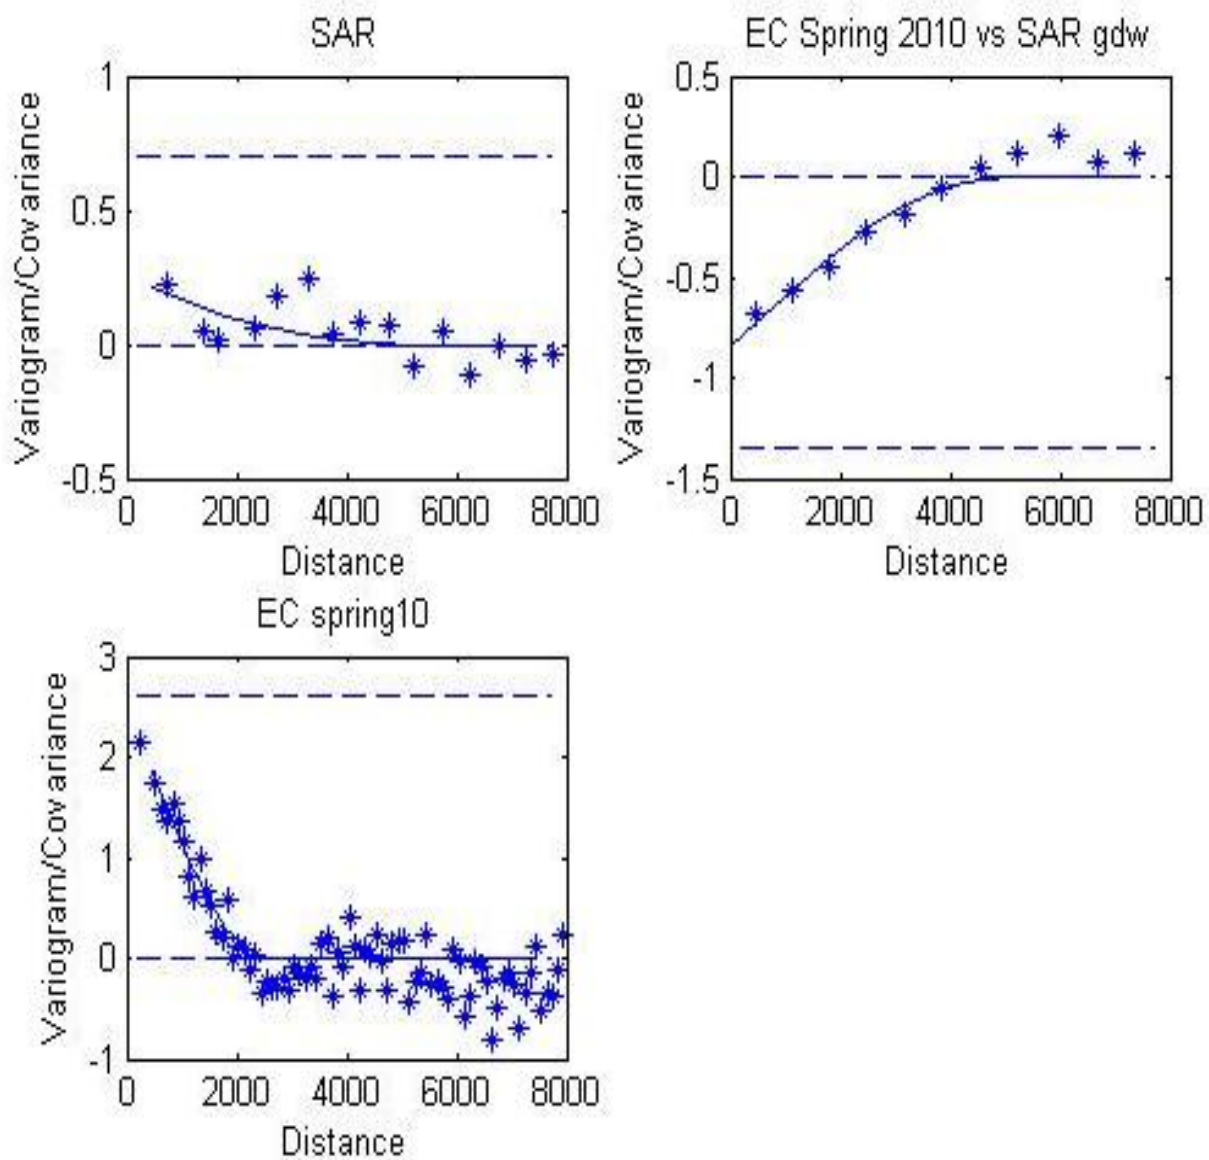 SAR
1
0.5
0
-0.5
0 2000 4000 6000 8000
Variogram/Covariance
Distance
EC Spring 2010 vs SAR gdw
0.5
0
-0.5
-1
-1.5
0 2000 4000 6000 8000
Variogram/Covariance
Distance
EC spring10
3
2
1
0
-1
0 2000 4000 6000 8000
Variogram/Covariance
Distance